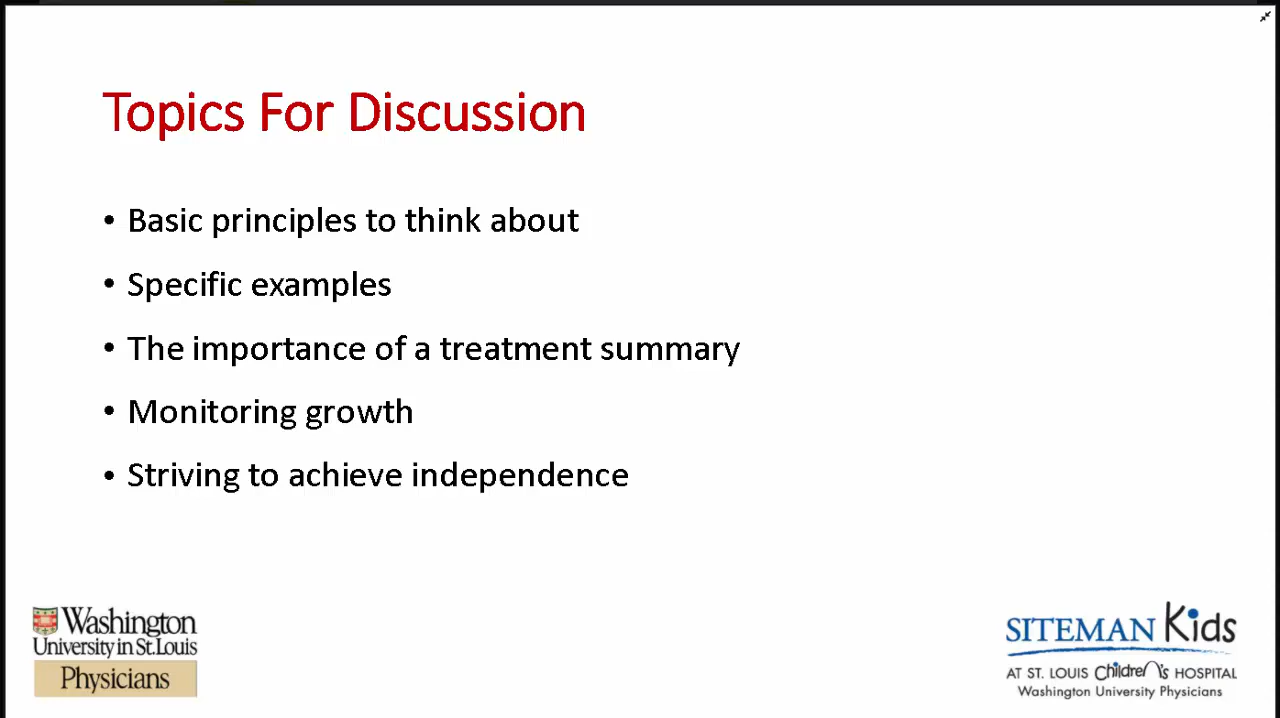 Topics For Discussion
• Basic principles to think about
• Specific examples
• The importance of a treatment summary
• Monitoring growth
• Striving to achieve independence
Washington
University in St. Louis
Physicians
SITEMAN Kids
AT ST. LOUIS Children's HOSPITAL
Washington University Physicians